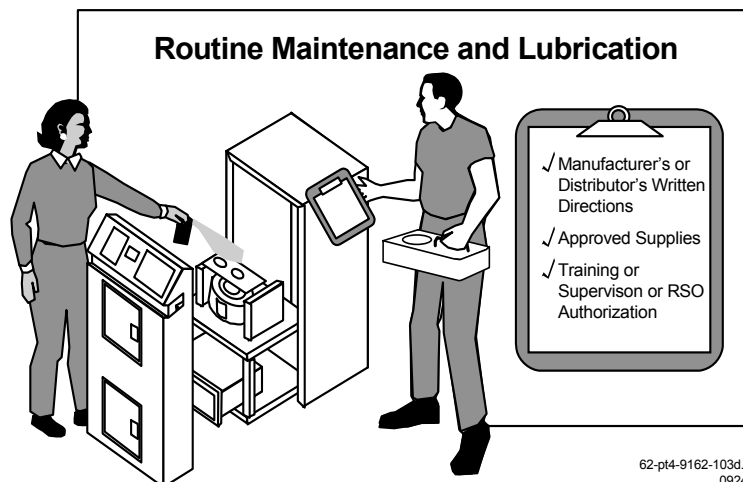 Routine Maintenance and Lubrication
√ Manufacturer's or
Distributor's Written
Directions
√ Approved Supplies
√ Training or
Supervison or RSO
Authorization
62-pt4-9162-103d.